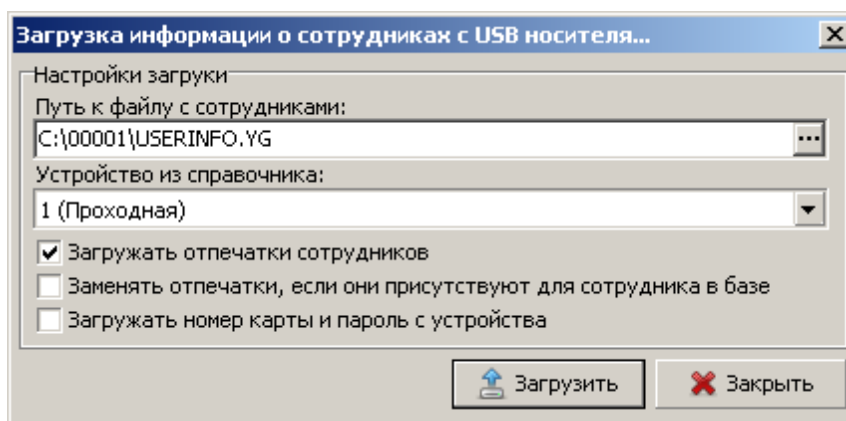 Загрузка информации о сотрудниках с USB носителя...
Настройки загруки
Путь к файлу с сотрудниками:
C:\00001\USERINFO.YG
...
Устройство из справочника:
1 (Проходная)
Загружать отпечатки сотрудников
Заменять отпечатки, если они присутствуют для сотрудника в базе
Загружать номер карты и пароль с устройства
Загрузить
Закрыть